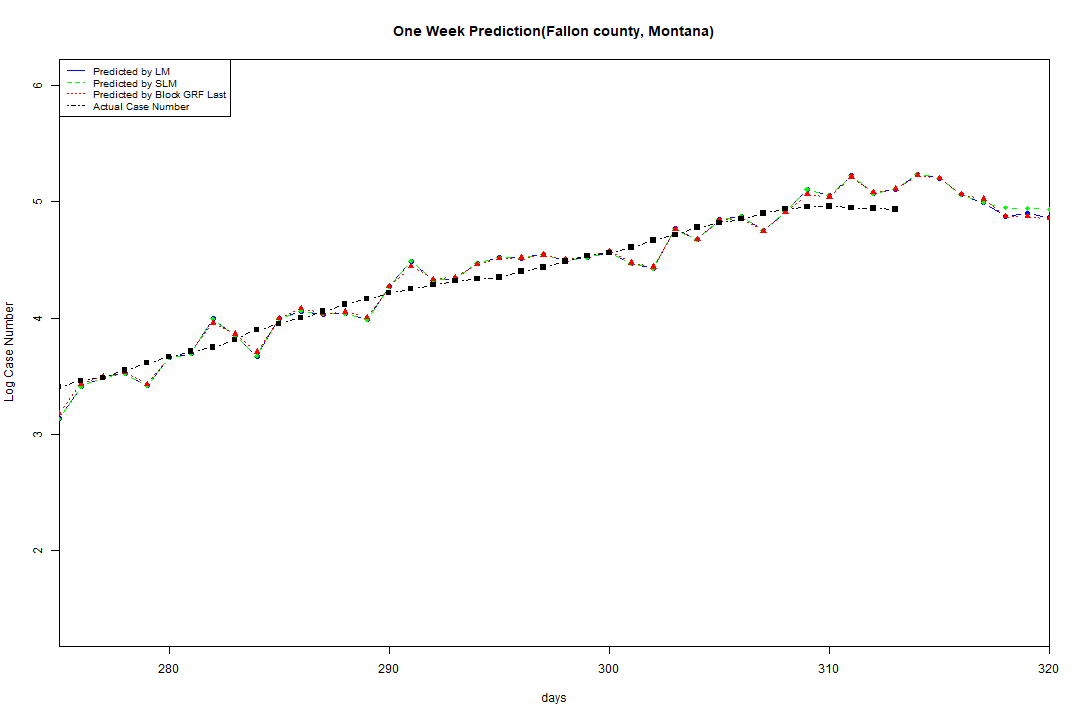 One Week Prediction(Fallon county, Montana)
Predicted by LM
Predicted by SLM
Predicted by Block GRF Last
Actual Case Number
6
5
4
3
2
Log Case Number
280 290 300 310 320
days